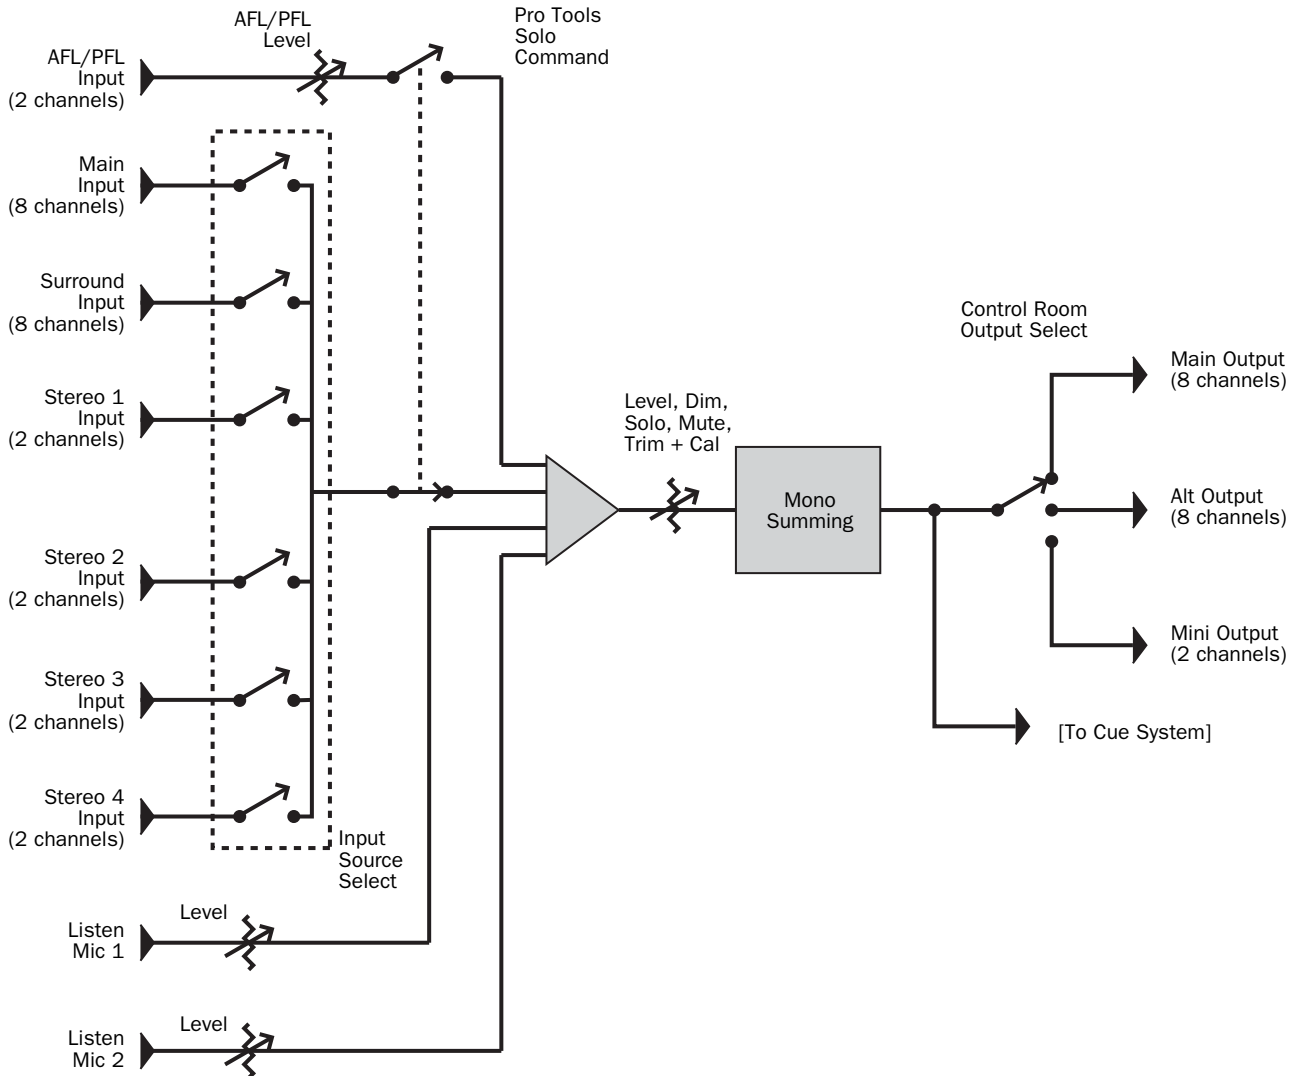 AFL/PFL
Level
Pro Tools
Solo
Command
AFL/PFL
Input
(2 channels)
Main
Input
(8 channels)
Surround
Input
(8 channels)
Stereo 1
Input
(2 channels)
Stereo 2
Input
(2 channels)
Stereo 3
Input
(2 channels)
Stereo 4
Input
(2 channels)
Input
Source
Select
Listen
Mic 1
Level
Listen
Mic 2
Level
Level, Dim,
Solo, Mute,
Trim + Cal
Mono
Summing
Control Room
Output Select
Main Output
(8 channels)
Alt Output
(8 channels)
Mini Output
(2 channels)
[To Cue System]